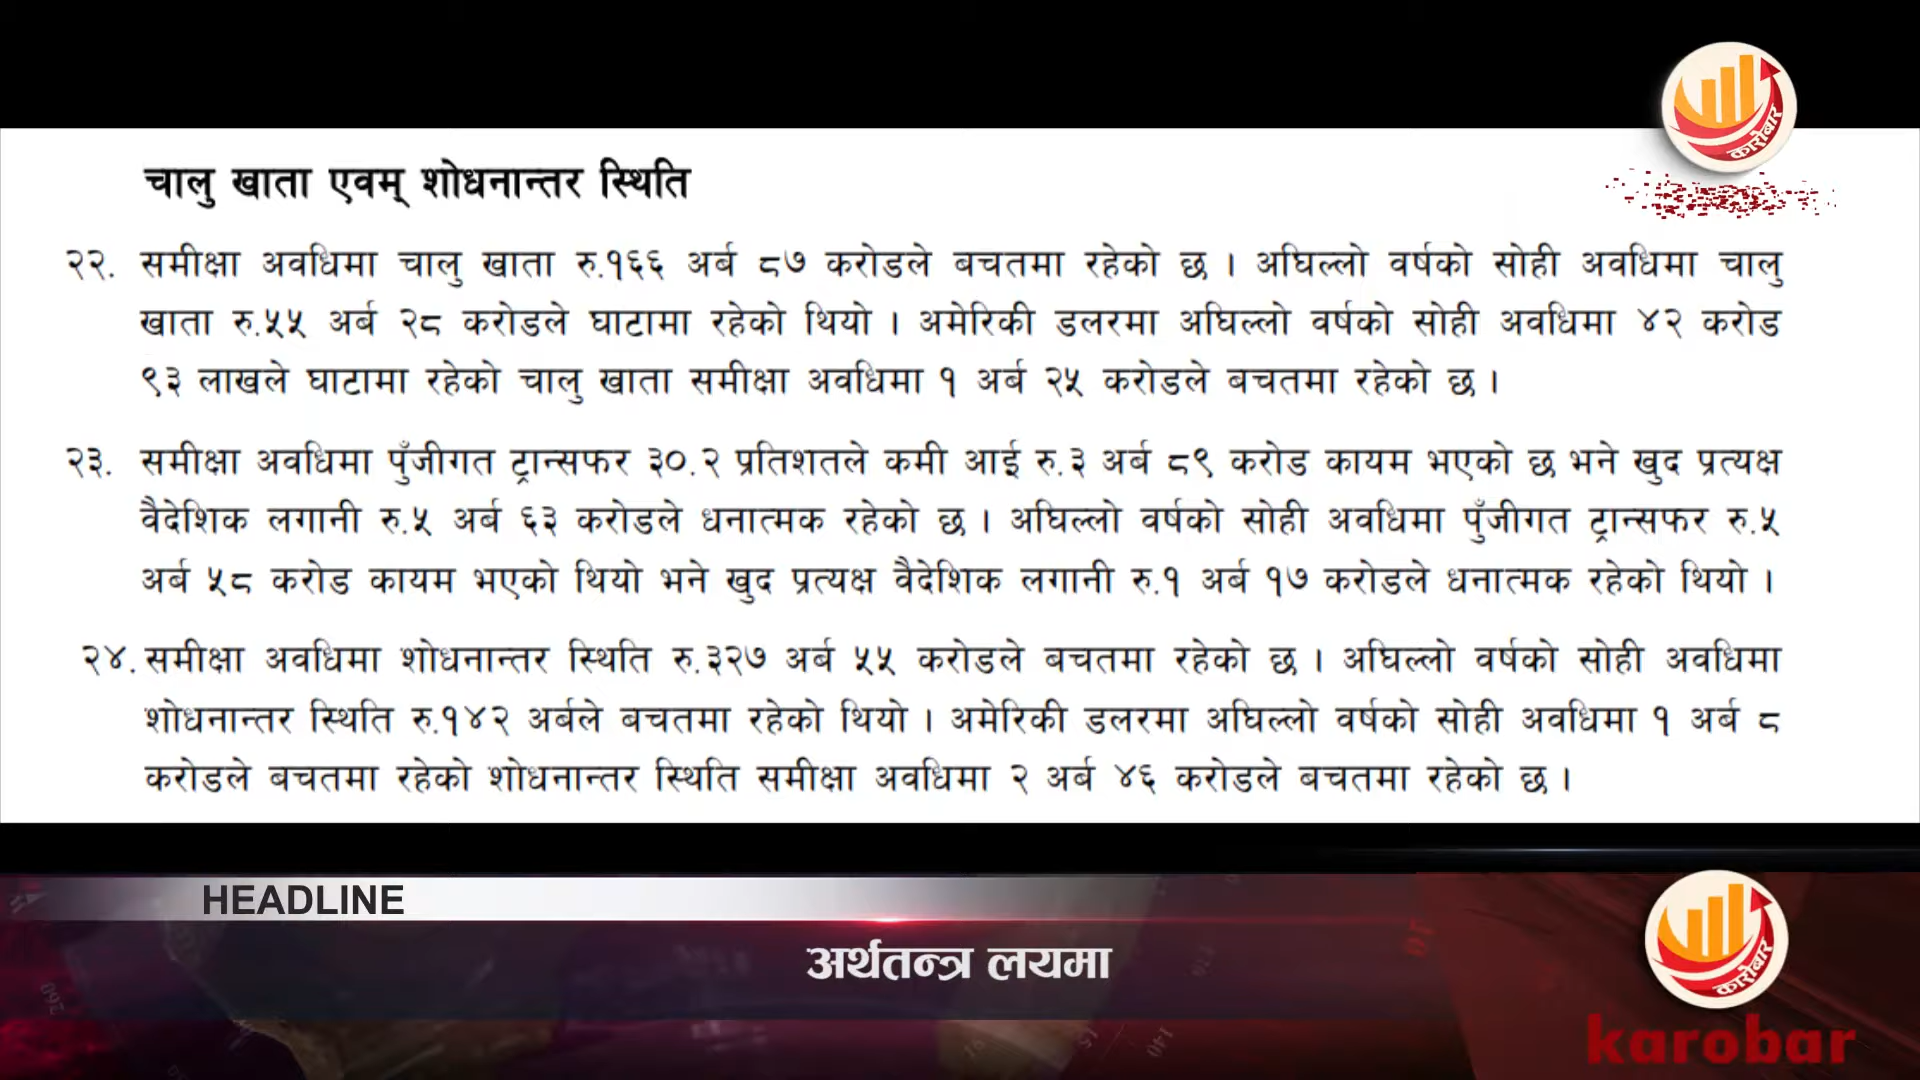 कारोबार
चालु खाता एवम् शोधनान्तर स्थिति
२२. समीक्षा अवधिमा चालु खाता रु.१६६ अर्ब ८७ करोडले बचतमा रहेको छ । अघिल्लो वर्षको सोही अवधिमा चालु
खाता रु.५५ अर्ब २८ करोडले घाटामा रहेको थियो । अमेरिकी डलरमा अघिल्लो वर्षको सोही अवधिमा ४२ करोड
९३ लाखले घाटामा रहेको चालु खाता समीक्षा अवधिमा १ अर्ब २५ करोडले बचतमा रहेको छ ।
२३. समीक्षा अवधिमा पुँजीगत ट्रान्सफर ३०.२ प्रतिशतले कमी आई रु.३ अर्ब ८९ करोड कायम भएको छ भने खुद प्रत्यक्ष
वैदेशिक लगानी रु.५ अर्ब ६३ करोडले धनात्मक रहेको छ । अघिल्लो वर्षको सोही अवधिमा पुँजीगत ट्रान्सफर रु.५
अर्ब ५८ करोड कायम भएको थियो भने खुद प्रत्यक्ष वैदेशिक लगानी रु.१ अर्ब १७ करोडले धनात्मक रहेको थियो ।
२४. समीक्षा अवधिमा शोधनान्तर स्थिति रु.३२७ अर्ब ५५ करोडले बचतमा रहेको छ । अघिल्लो वर्षको सोही अवधिमा
शोधनान्तर स्थिति रु.१४२ अर्बले बचतमा रहेको थियो । अमेरिकी डलरमा अघिल्लो वर्षको सोही अवधिमा १ अर्ब ८
करोडले बचतमा रहेको शोधनान्तर स्थिति समीक्षा अवधिमा २ अर्ब ४६ करोडले बचतमा रहेको छ ।
HEADLINE
अर्थतन्त्र लयमा
कारोबार
karobar